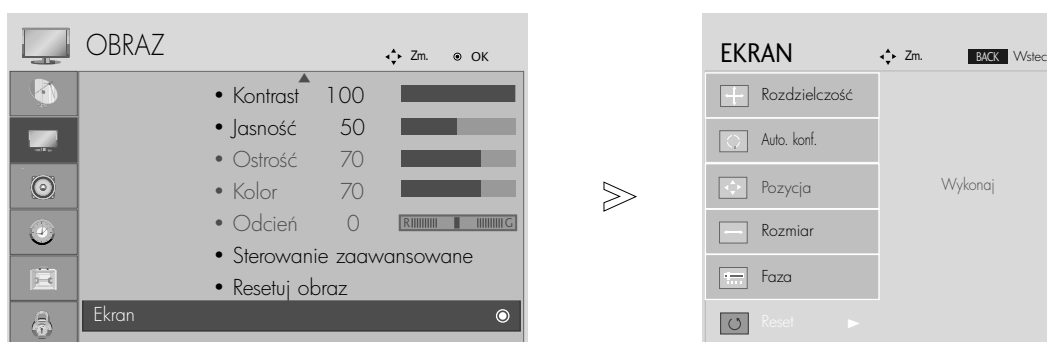 OBRAZ
Zm. OK
• Kontrast 100
• Jasność 50
• Ostrość 70
• Kolor 70
• Odcień 0 R G
• Sterowanie zaawansowane
• Resetuj obraz
Ekran
EKRAN
Zm. BACK Wstec
Rozdzielczość
Auto. konf.
Pozycja
Wykonaj
Rozmiar
Faza
Reset